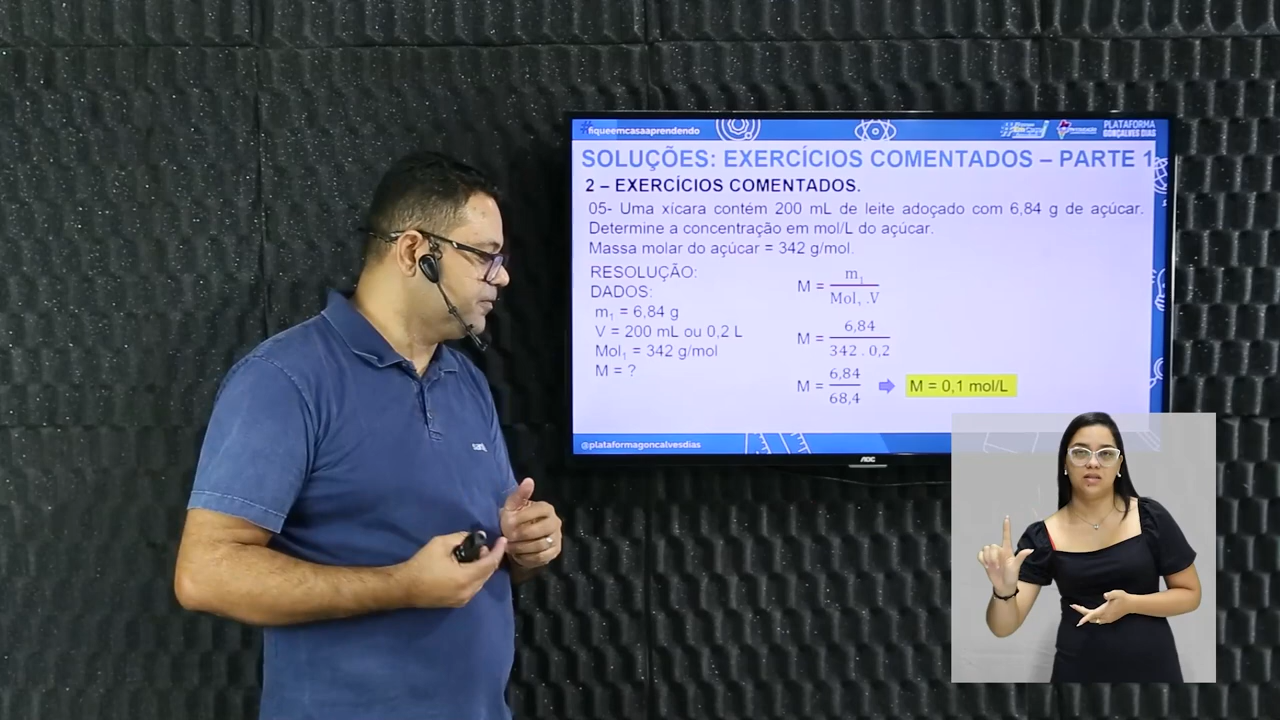 #fiqueemcasaaprendendo
PLATAFORMA
GONÇALVES DIAS
SOLUÇÕES: EXERCÍCIOS COMENTADOS – PARTE 1
2 – EXERCÍCIOS COMENTADOS.
05- Uma xícara contém 200 mL de leite adoçado com 6,84 g de açúcar.
Determine a concentração em mol/L do açúcar.
Massa molar do açúcar = 342 g/mol.
RESOLUÇÃO:
DADOS:
m₁ = 6,84 g
V = 200 mL ou 0,2 L
Mol₁ = 342 g/mol
M = ?
M = m₁ / Mol₁ .V
M = 6,84 / 342 . 0,2
M = 6,84 / 68,4
M = 0,1 mol/L
@plataformagoncalvesdias
AOC